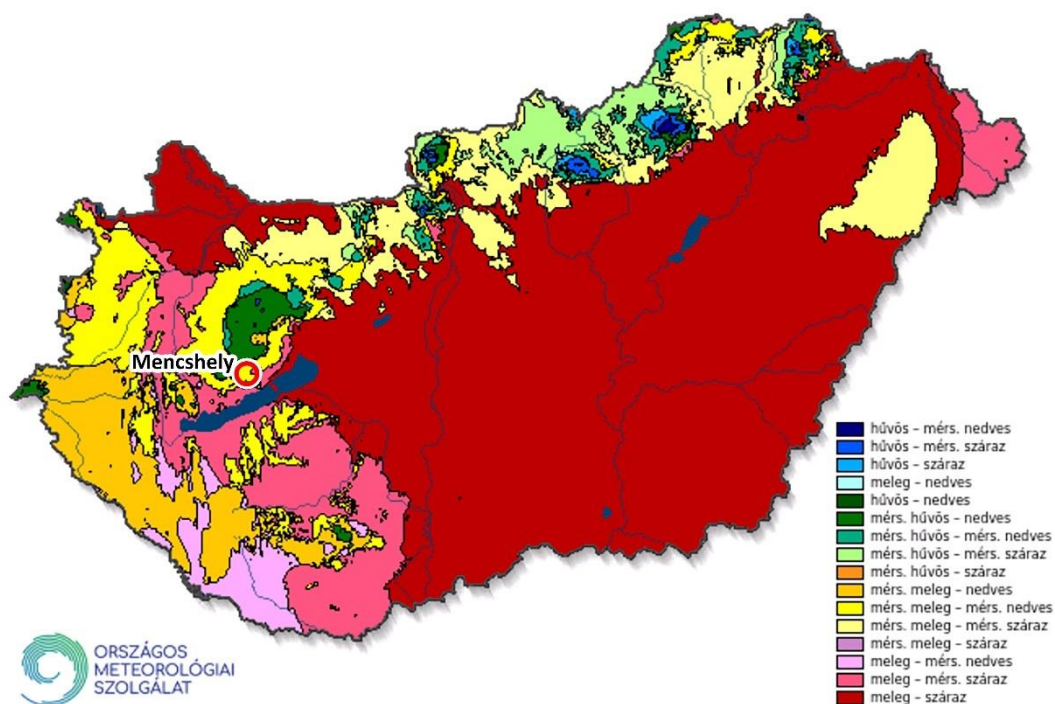 Mencshely
hűvös – mérs. nedves
hűvös – mérs. száraz
hűvös – száraz
meleg – nedves
hűvös – nedves
mérs. hűvös – nedves
mérs. hűvös – mérs. nedves
mérs. hűvös – mérs. száraz
mérs. hűvös – száraz
mérs. meleg – nedves
mérs. meleg – mérs. nedves
mérs. meleg – mérs. száraz
mérs. meleg – száraz
meleg – mérs. nedves
meleg – mérs. száraz
meleg – száraz
ORSZÁGOS
METEOROLÓGIAI
SZOLGÁLAT